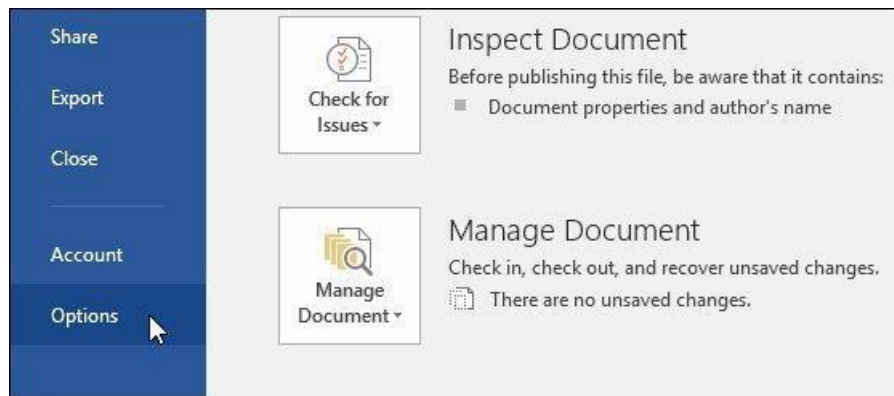 Share
Export
Close
Account
Options
Check for
Issues
Inspect Document
Before publishing this file, be aware that it contains:
Document properties and author's name
Manage
Document
Manage Document
Check in, check out, and recover unsaved changes.
There are no unsaved changes.